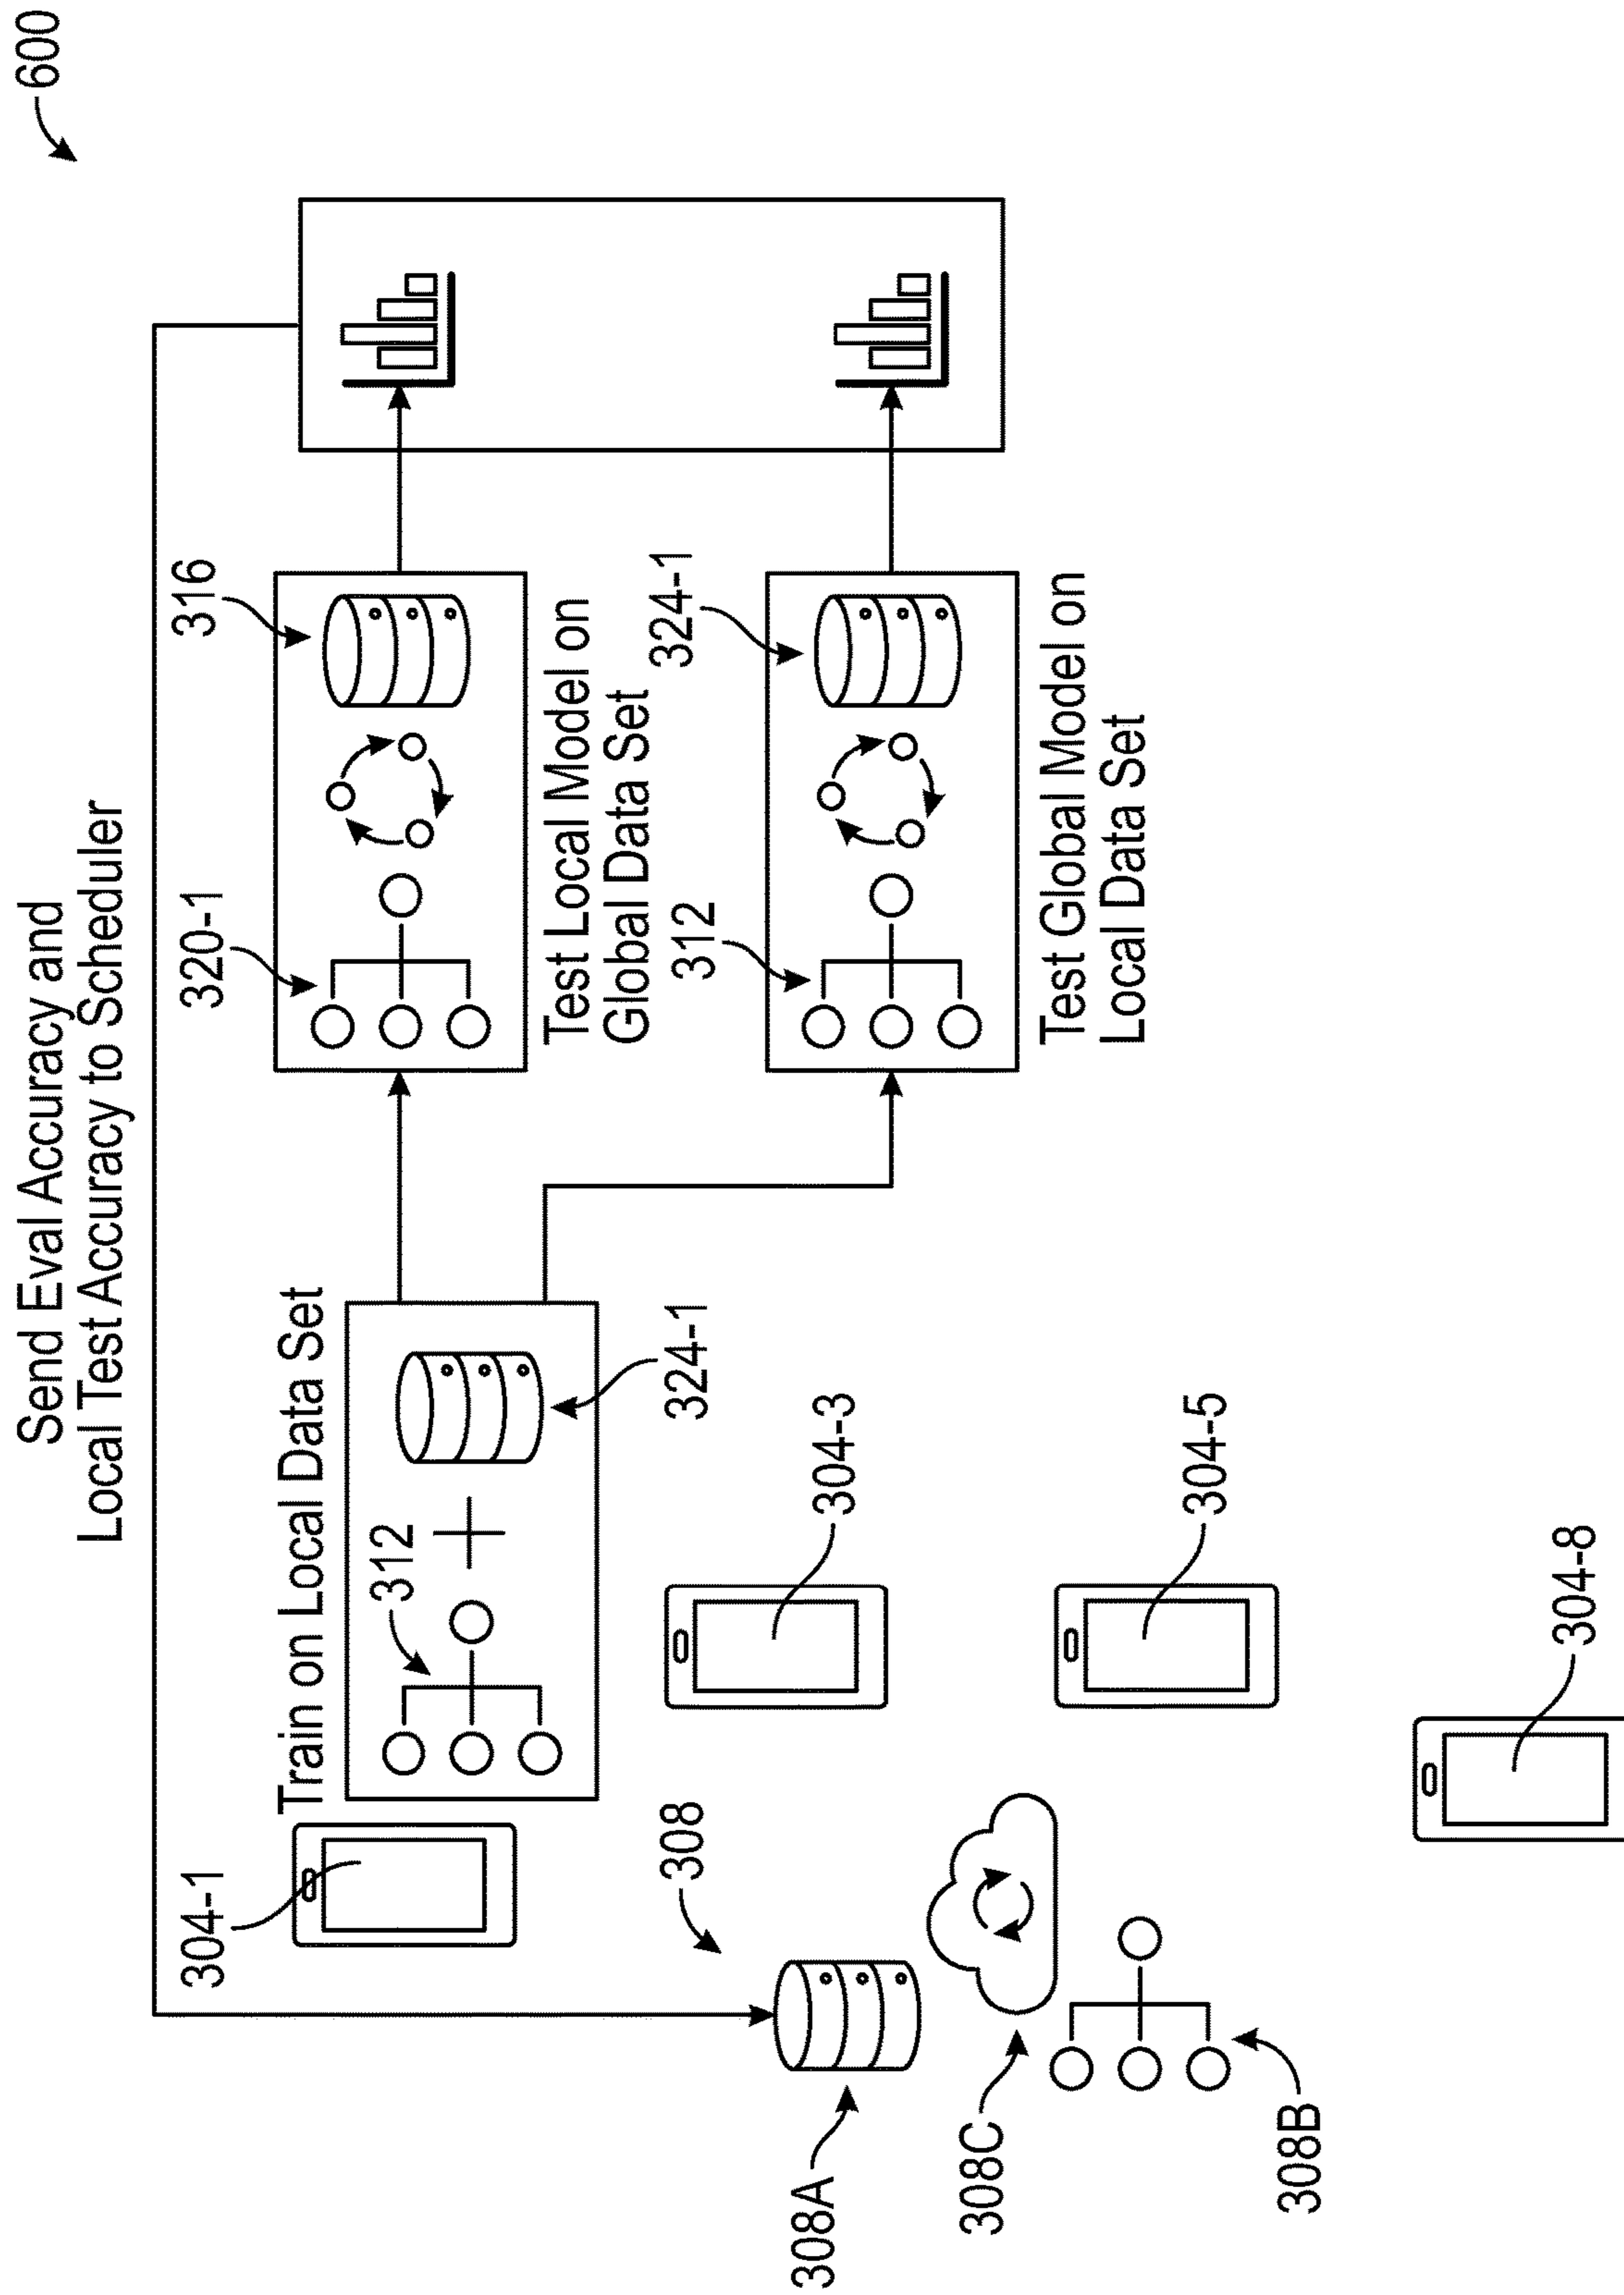 600
Send Eval Accuracy and
Local Test Accuracy to Scheduler
304-1
Train on Local Data Set
312
324-1
320-1
316
Test Local Model on
Global Data Set
312
324-1
Test Global Model on
Local Data Set
308
304-3
308A
308C
308B
304-5
304-8